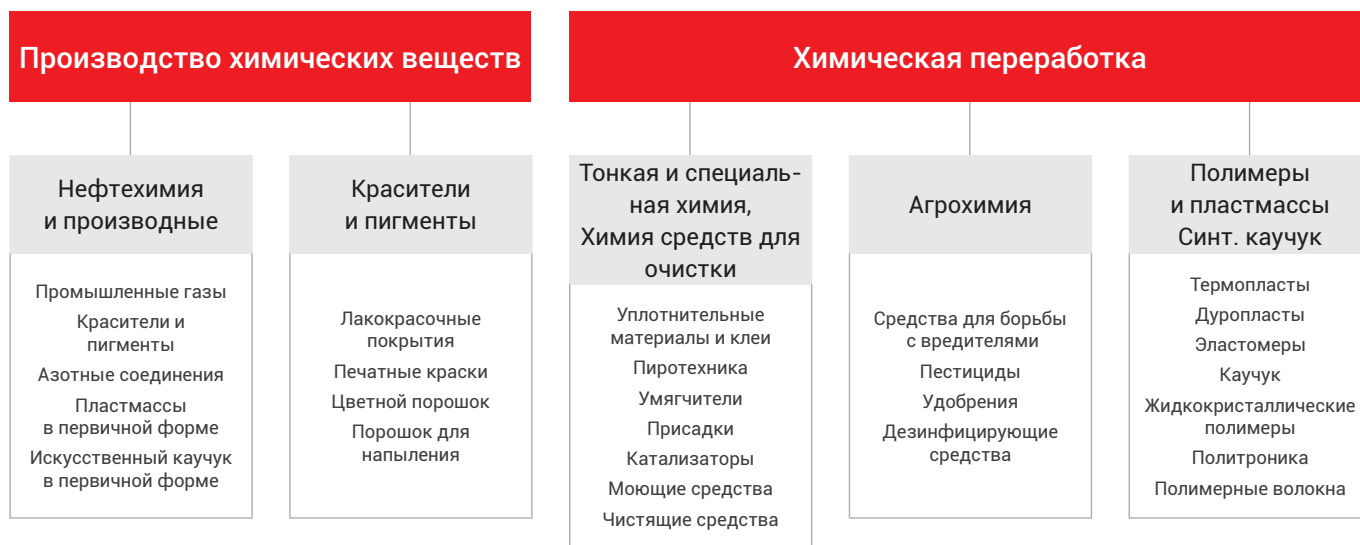 Производство химических веществ
Химическая переработка
Нефтехимия
и производные
Промышленные газы
Красители и
пигменты
Азотные соединения
Пластмассы
в первичной форме
Искусственный каучук
в первичной форме
Красители
и пигменты
Лакокрасочные
покрытия
Печатные краски
Цветной порошок
Порошок для
напыления
Тонкая и специаль-
ная химия,
Химия средств для
очистки
Уплотнительные
материалы и клеи
Пиротехника
Умягчители
Присадки
Катализаторы
Моющие средства
Чистящие средства
Агрохимия
Средства для борьбы
с вредителями
Пестициды
Удобрения
Дезинфицирующие
средства
Полимеры
и пластмассы
Синт. каучук
Термопласты
Дуропласты
Эластомеры
Каучук
Жидкокристаллические
полимеры
Политроника
Полимерные волокна